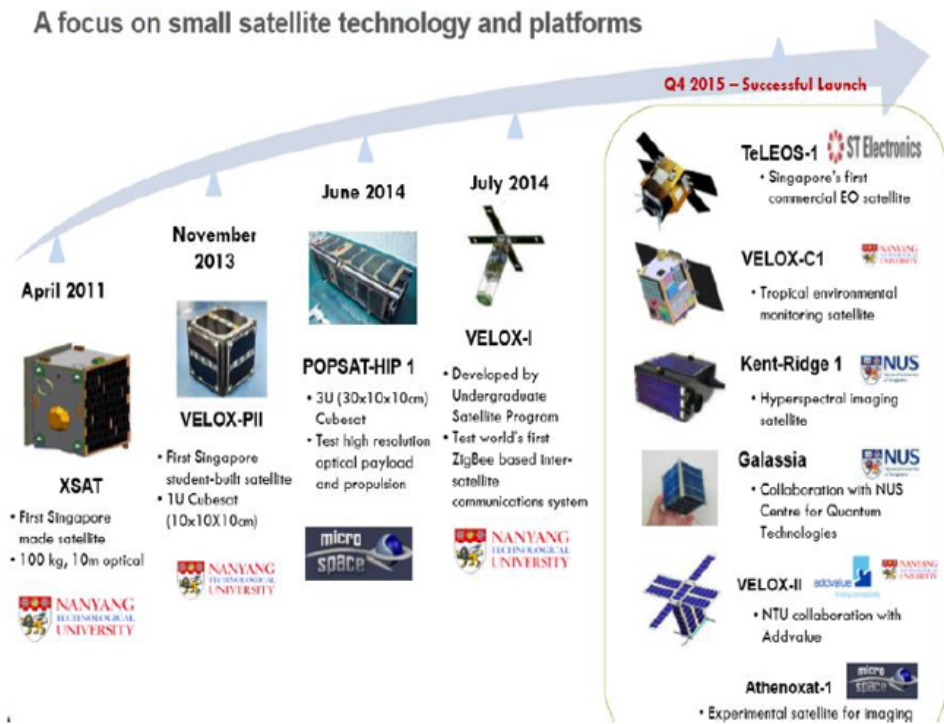 A focus on small satellite technology and platforms
Q4 2015 – Successful Launch
April 2011
XSAT
• First Singapore
made satellite
• 100 kg, 10m optical
NANYANG
TECHNOLOGICAL
UNIVERSITY
November
2013
VELOX-PII
• First Singapore
student-built satellite
• 1U Cubesat
(10x10X10cm)
NANYANG
TECHNOLOGICAL
UNIVERSITY
June 2014
POPSAT-HIP 1
• 3U (30x10x10cm)
Cubesat
• Test high resolution
optical payload
and propulsion
micro
space
July 2014
VELOX-I
• Developed by
Undergraduate
Satellite Program
• Test world's first
ZigBee based inter-
satellite
communications system
NANYANG
TECHNOLOGICAL
UNIVERSITY
TeLEOS-1
ST Electronics
• Singapore's first
commercial EO satellite
VELOX-C1
NANYANG
TECHNOLOGICAL
UNIVERSITY
• Tropical environmental
monitoring satellite
Kent-Ridge 1
NUS
• Hyperspectral imaging
satellite
Galassia
NUS
• Collaboration with NUS
Centre for Quantum
Technologies
VELOX-II
addvalue
NANYANG
TECHNOLOGICAL
UNIVERSITY
• NTU collaboration with
Addvalue
Athenoxat-1
micro
space
• Experimental satellite for imaging